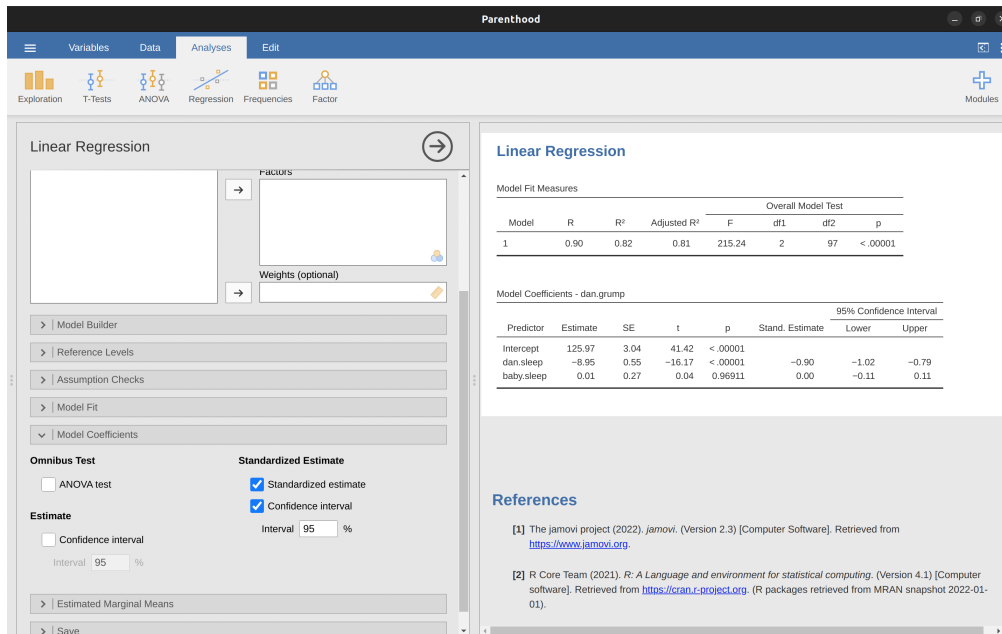 Parenthood
Variables Data Analyses Edit
Exploration T-Tests ANOVA Regression Frequencies Factor Modules
Linear Regression
Factors
Weights (optional)
Model Builder
Reference Levels
Assumption Checks
Model Fit
Model Coefficients
Omnibus Test Standardized Estimate
ANOVA test Standardized estimate
Confidence interval
Interval 95 %
Estimate
Confidence interval
Interval 95 %
Estimated Marginal Means
Save
Linear Regression
Model Fit Measures
Overall Model Test
Model R R² Adjusted R² F df1 df2 p
1 0.90 0.82 0.81 215.24 2 97 < .00001
Model Coefficients - dan.grump
95% Confidence Interval
Predictor Estimate SE t p Stand. Estimate Lower Upper
Intercept 125.97 3.04 41.42 < .00001
dan.sleep −8.95 0.55 −16.17 < .00001 −0.90 −1.02 −0.79
baby.sleep 0.01 0.27 0.04 0.96911 0.00 −0.11 0.11
References
[1] The jamovi project (2022). jamovi. (Version 2.3) [Computer Software]. Retrieved from
https://www.jamovi.org.
[2] R Core Team (2021). R: A Language and environment for statistical computing. (Version 4.1) [Computer
software]. Retrieved from https://cran.r-project.org. (R packages retrieved from MRAN snapshot 2022-01-
01).